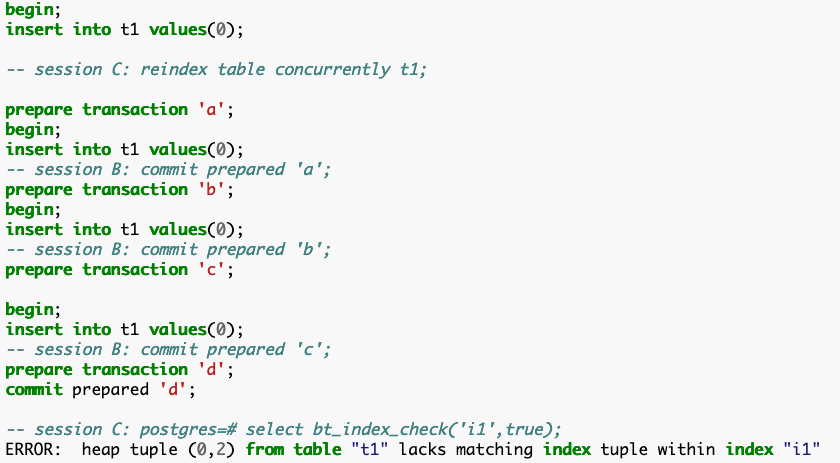 begin;
insert into t1 values(0);
-- session C: reindex table concurrently t1;
prepare transaction 'a';
begin;
insert into t1 values(0);
-- session B: commit prepared 'a';
prepare transaction 'b';
begin;
insert into t1 values(0);
-- session B: commit prepared 'b';
prepare transaction 'c';
begin;
insert into t1 values(0);
-- session B: commit prepared 'c';
prepare transaction 'd';
commit prepared 'd';
-- session C: postgres=# select bt_index_check('i1',true);
ERROR:  heap tuple (0,2) from table "t1" lacks matching index tuple within index "i1"